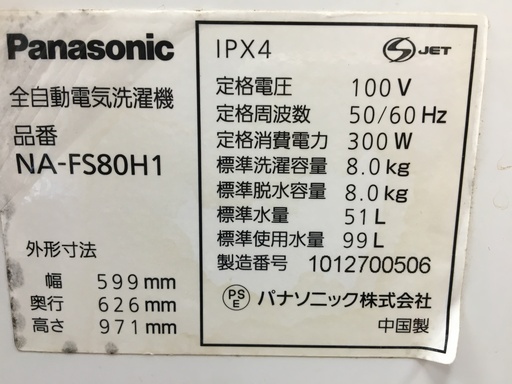 Panasonic
全自動電気洗濯機
品番
NA-FS80H1
外形寸法
幅 599mm
奥行 626mm
高さ 971mm
IPX4
S JET
定格電圧 100V
定格周波数 50/60Hz
定格消費電力 300W
標準洗濯容量 8.0kg
標準脱水容量 8.0kg
標準水量 51L
標準使用水量 99L
製造番号 1012700506
PS
E
パナソニック株式会社
中国製